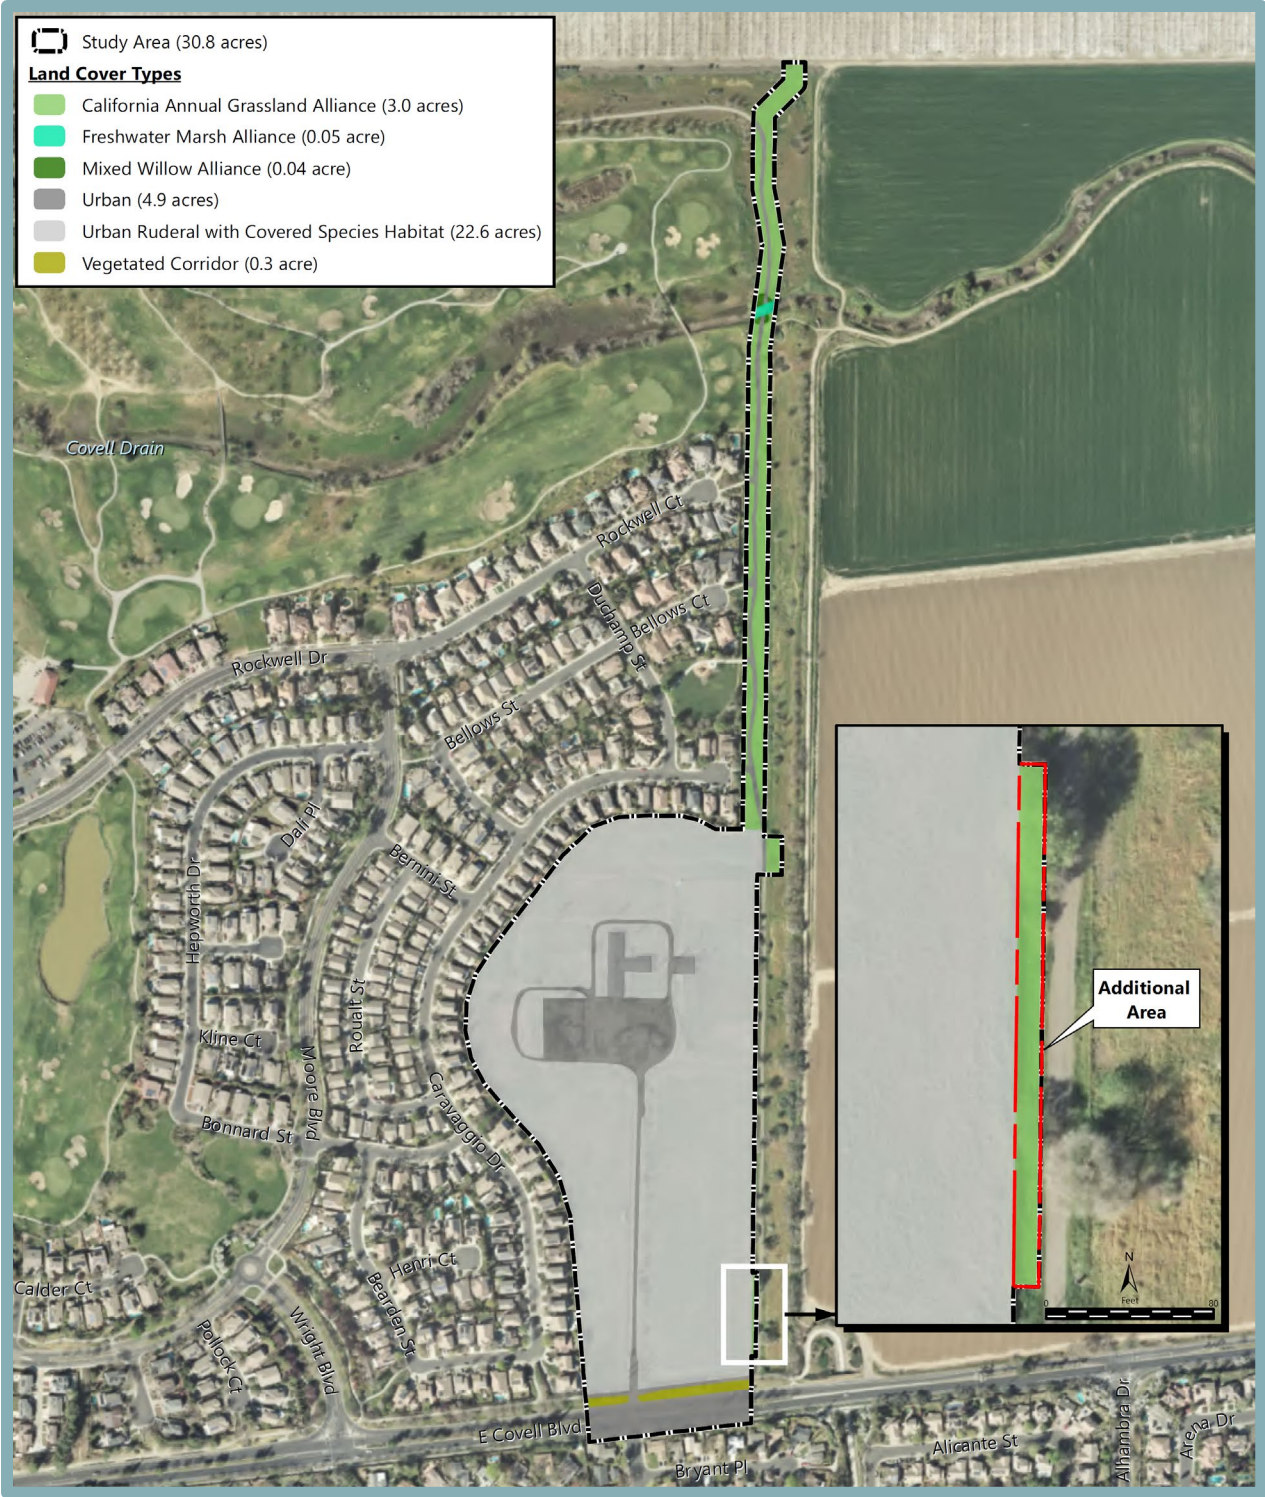 Study Area (30.8 acres)
Land Cover Types
California Annual Grassland Alliance (3.0 acres)
Freshwater Marsh Alliance (0.05 acre)
Mixed Willow Alliance (0.04 acre)
Urban (4.9 acres)
Urban Ruderal with Covered Species Habitat (22.6 acres)
Vegetated Corridor (0.3 acre)
Covell Drain
Rockwell Ct
Duchamp St
Bellows Ct
Rockwell Dr
Bellows St
Dali Pl
Bernini St
Hepworth Dr
Roualt St
Kline Ct
Moore Blvd
Caravaggio Dr
Bonnard St
Henri Ct
Bearden St
Calder Ct
Pollock Ct
Wright Blvd
E Covell Blvd
Bryant Pl
Alicante St
Alhambra Dr
Arena Dr
Additional
Area
N
Feet
0
80